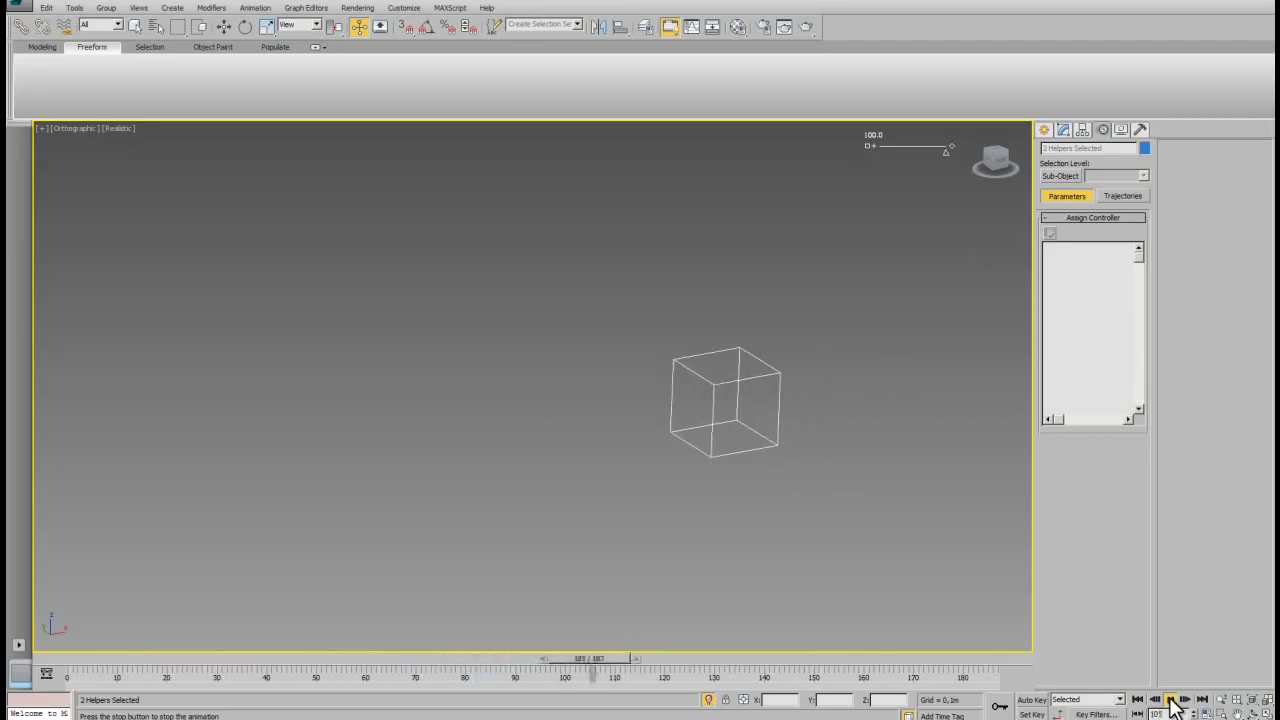 Edit Tools Group Views Create Modifiers Animation Graph Editors Rendering Customize MAXScript Help
All View Create Selection Se
Modeling Freeform Selection Object Paint Populate
[+][Orthographic][Realistic]
100.0
2 Helpers Selected
Selection Level:
Sub-Object
Parameters Trajectories
- Assign Controller
z
x
0 10 20 30 40 50 60 70 80 90 100 110 120 130 140 150 160 170 180
2 Helpers Selected X: Y: Z: Grid = 0,1m Auto Key Selected
Welcome to M Press the stop button to stop the animation Add Time Tag Set Key Key Filters...